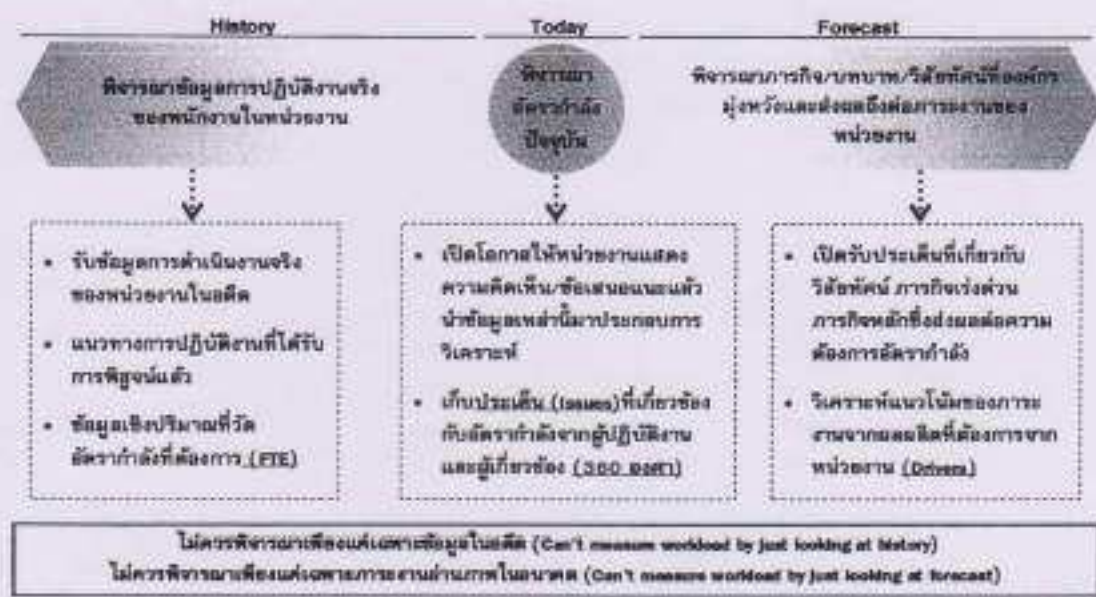 History
Today
Forecast
พิจารณาข้อมูลการปฏิบัติงานจริง
ของพนักงานในหน่วยงาน
พิจารณา
อัตรากำลัง
ปัจจุบัน
พิจารณาภารกิจ/บทบาท/วิสัยทัศน์ที่องค์กร
มุ่งหวังและส่งผลถึงต่อภาระงานของ
หน่วยงาน
• รับข้อมูลการดำเนินงานจริง
ของหน่วยงานในอดีต
• แนวทางการปฏิบัติงานที่ได้รับ
การพิสูจน์แล้ว
• ข้อมูลเชิงปริมาณที่วัด
อัตรากำลังที่ต้องการ (FTE)
• เปิดโอกาสให้หน่วยงานแสดง
ความคิดเห็น/ข้อเสนอแนะแล้ว
นำข้อมูลเหล่านี้มาประกอบการ
วิเคราะห์
• เก็บประเด็น (Issues)ที่เกี่ยวข้อง
กับอัตรากำลังจากผู้ปฏิบัติงาน
และผู้เกี่ยวข้อง (360 องศา)
• เปิดรับประเด็นที่เกี่ยวกับ
วิสัยทัศน์ ภารกิจเร่งด่วน
ภารกิจหลักซึ่งส่งผลต่อความ
ต้องการอัตรากำลัง
• วิเคราะห์แนวโน้มของภาระ
งานจากผลผลิตที่ต้องการจาก
หน่วยงาน (Drivers)
ไม่ควรพิจารณาเพียงแค่เฉพาะข้อมูลในอดีต (Can't measure workload by just looking at history)
ไม่ควรพิจารณาเพียงแค่เฉพาะภาระงานผ่านภาพในอนาคต (Can't measure workload by just looking at forecast)